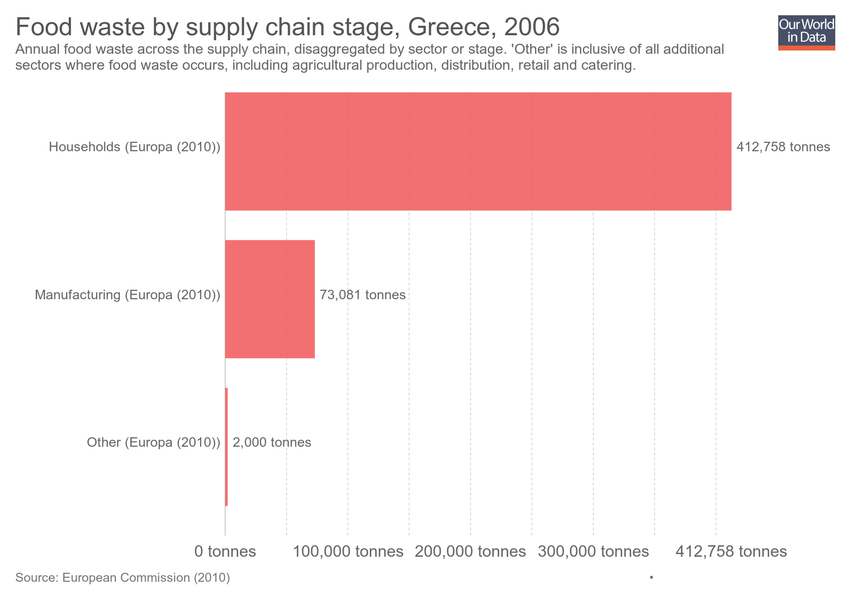 Food waste by supply chain stage, Greece, 2006
Our World
in Data
Annual food waste across the supply chain, disaggregated by sector or stage. 'Other' is inclusive of all additional
sectors where food waste occurs, including agricultural production, distribution, retail and catering.
Households (Europa (2010))
412,758 tonnes
Manufacturing (Europa (2010))
73,081 tonnes
Other (Europa (2010))
2,000 tonnes
0 tonnes 100,000 tonnes 200,000 tonnes 300,000 tonnes 412,758 tonnes
Source: European Commission (2010) •